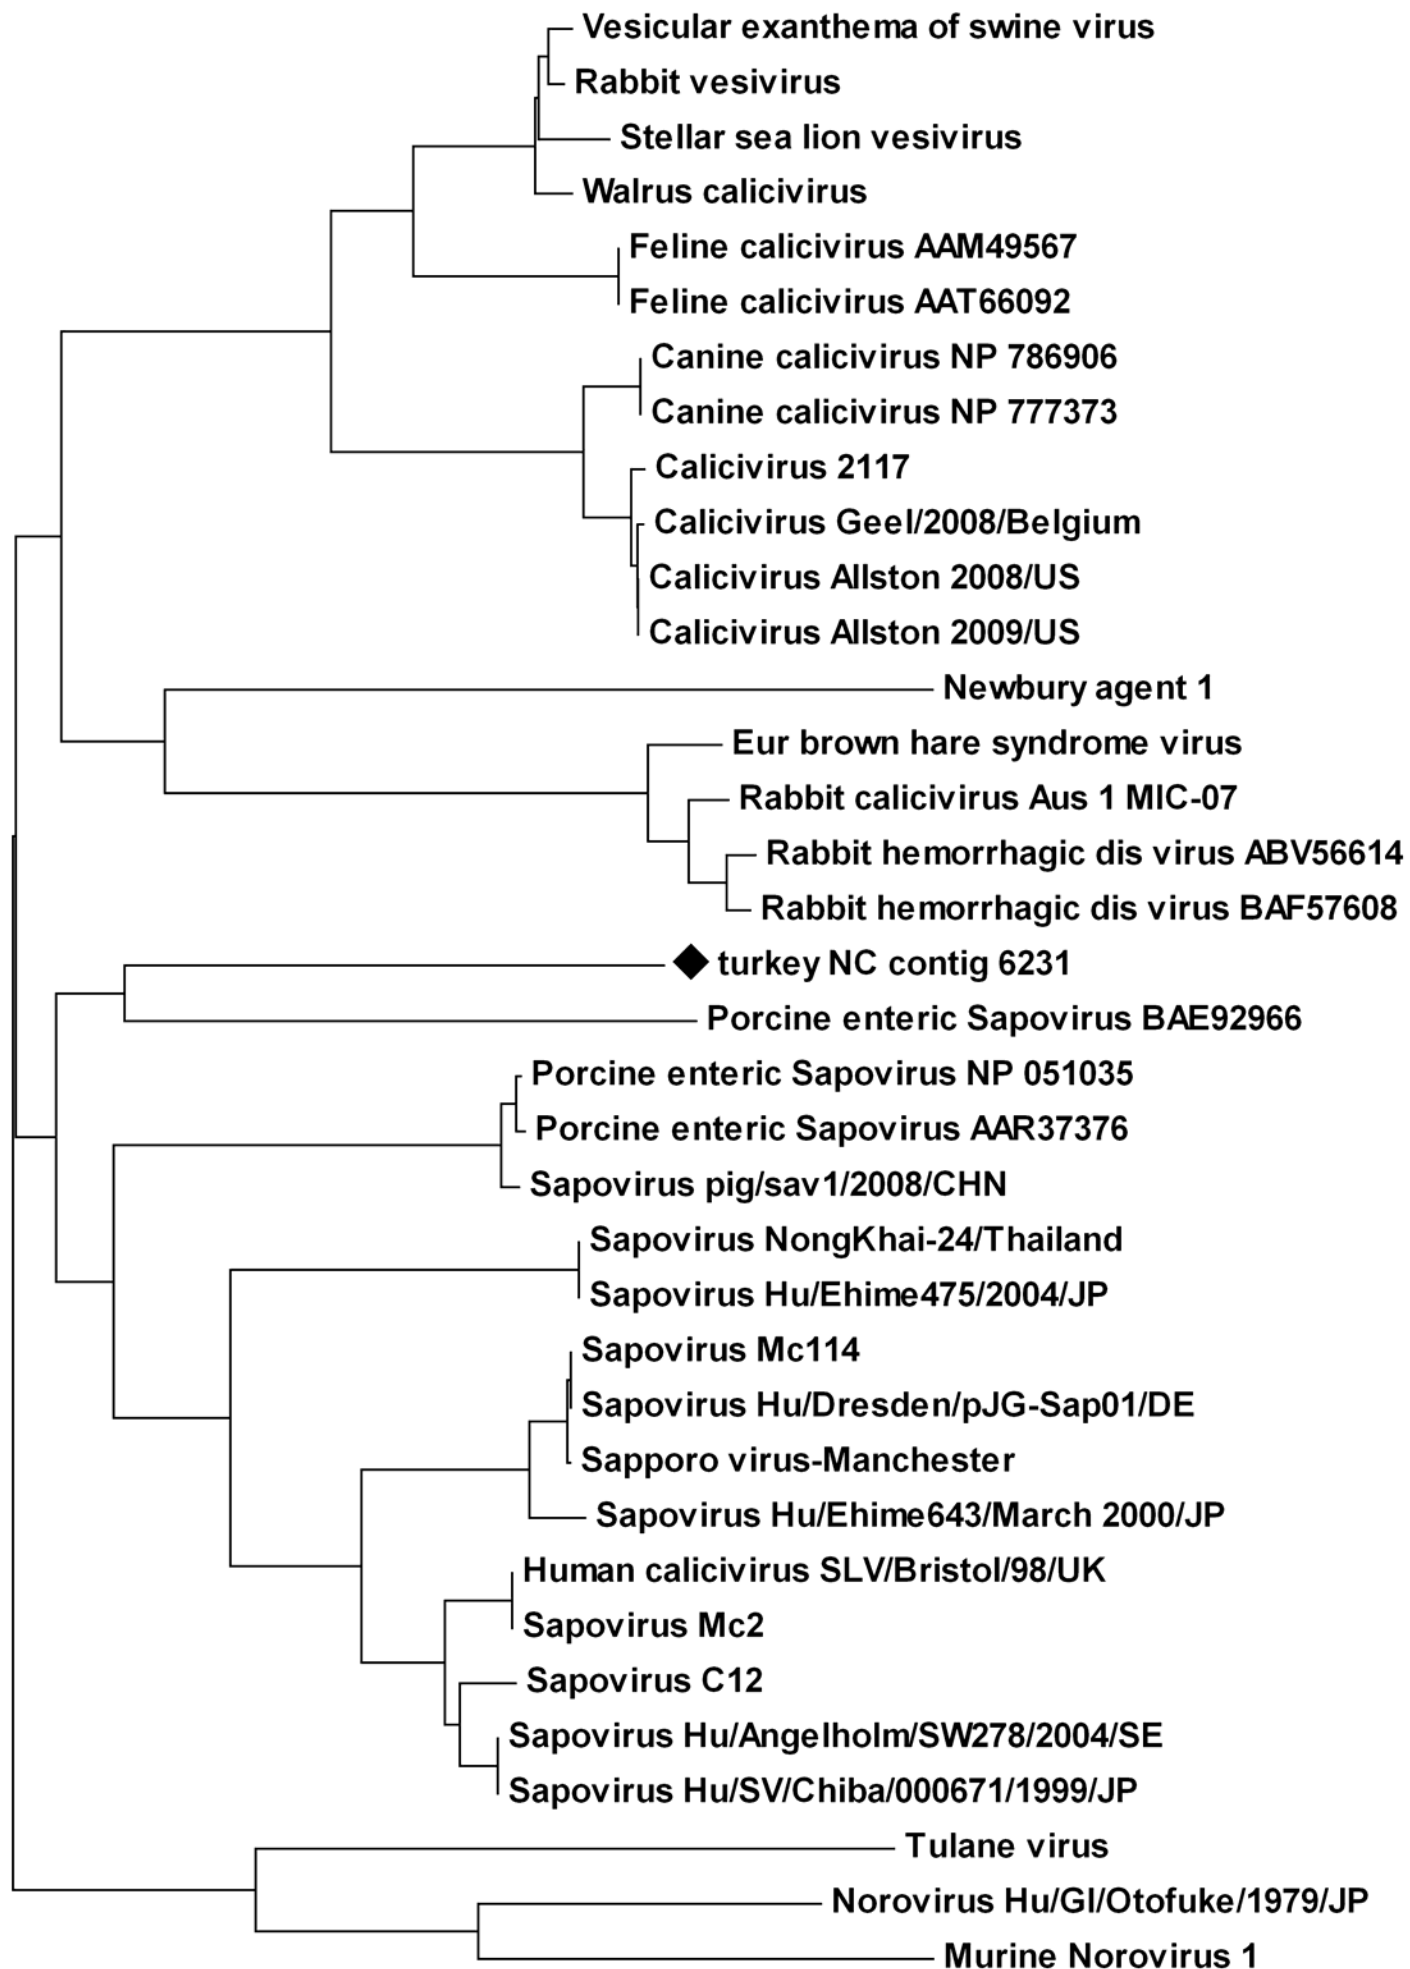 Vesicular exanthema of swine virus
Rabbit vesivirus
Stellar sea lion vesivirus
Walrus calicivirus
Feline calicivirus AAM49567
Feline calicivirus AAT66092
Canine calicivirus NP 786906
Canine calicivirus NP 777373
Calicivirus 2117
Calicivirus Geel/2008/Belgium
Calicivirus Allston 2008/US
Calicivirus Allston 2009/US
Newbury agent 1
Eur brown hare syndrome virus
Rabbit calicivirus Aus 1 MIC-07
Rabbit hemorrhagic dis virus ABV56614
Rabbit hemorrhagic dis virus BAF57608
turkey NC contig 6231
Porcine enteric Sapovirus BAE92966
Porcine enteric Sapovirus NP 051035
Porcine enteric Sapovirus AAR37376
Sapovirus pig/sav1/2008/CHN
Sapovirus NongKhai-24/Thailand
Sapovirus Hu/Ehime475/2004/JP
Sapovirus Mc114
Sapovirus Hu/Dresden/pJG-Sap01/DE
Sapporo virus-Manchester
Sapovirus Hu/Ehime643/March 2000/JP
Human calicivirus SLV/Bristol/98/UK
Sapovirus Mc2
Sapovirus C12
Sapovirus Hu/Angelholm/SW278/2004/SE
Sapovirus Hu/SV/Chiba/000671/1999/JP
Tulane virus
Norovirus Hu/GI/Otofuke/1979/JP
Murine Norovirus 1